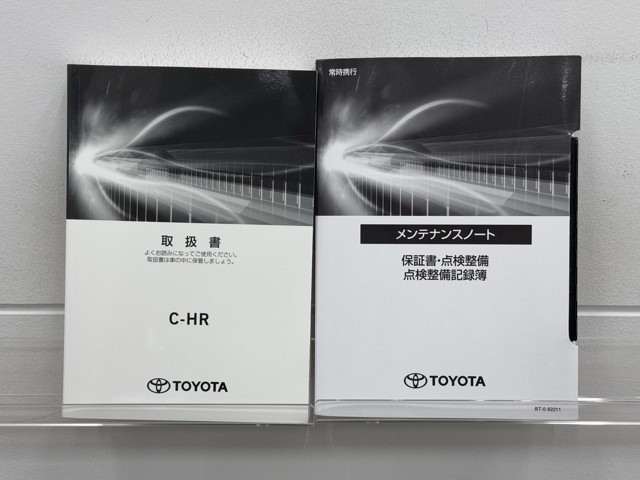 取扱書
よくお読みになってご使用ください。
取扱書は車の中に保管しましょう。
C-HR
TOYOTA
常時携行
メンテナンスノート
保証書・点検整備
点検整備記録簿
TOYOTA
BT-0 82211